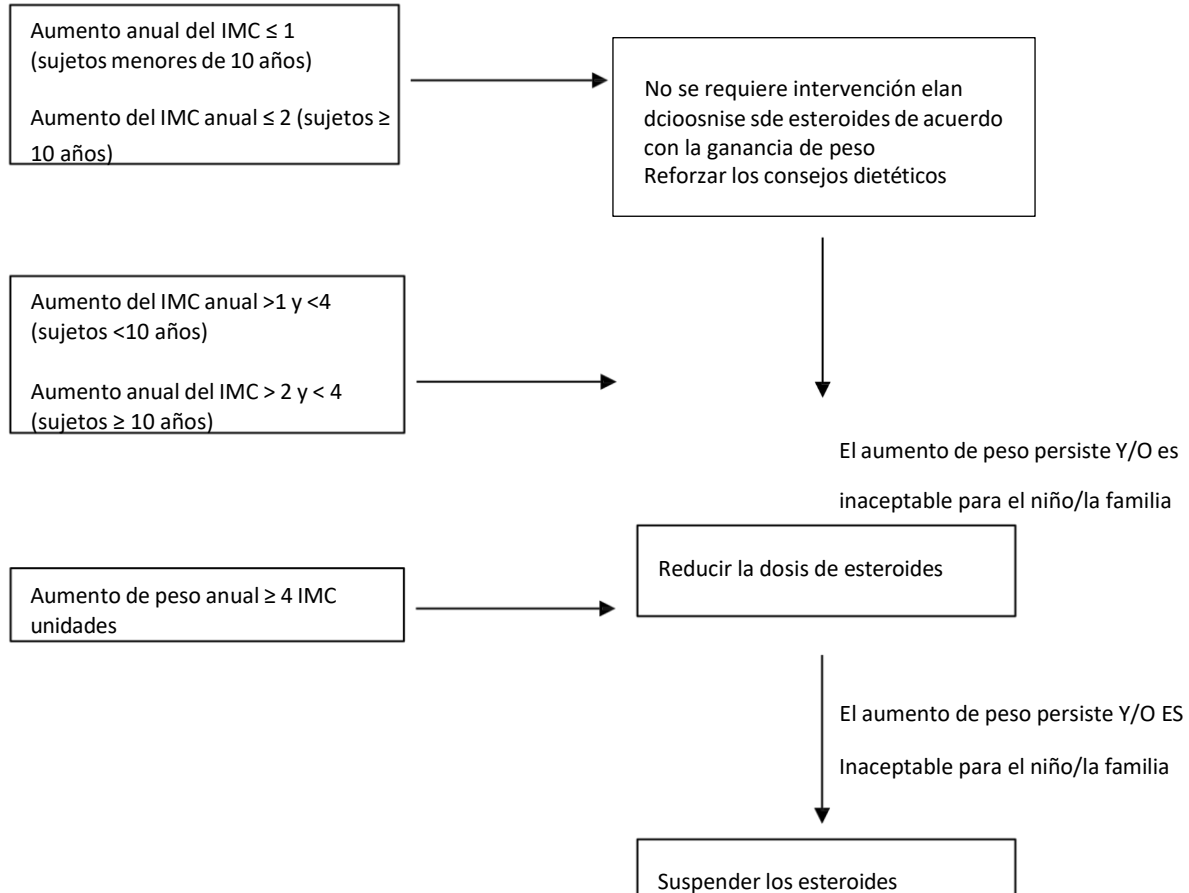 Aumento anual del IMC ≤ 1
(sujetos menores de 10 años)
Aumento del IMC anual ≤ 2 (sujetos ≥
10 años)
No se requiere intervención elan
dcioosnise sde esteroides de acuerdo
con la ganancia de peso
Reforzar los consejos dietéticos
Aumento del IMC anual >1 y <4
(sujetos <10 años)
Aumento anual del IMC > 2 y < 4
(sujetos ≥ 10 años)
El aumento de peso persiste Y/O es
inaceptable para el niño/la familia
Reducir la dosis de esteroides
Aumento de peso anual ≥ 4 IMC
unidades
El aumento de peso persiste Y/O ES
Inaceptable para el niño/la familia
Suspender los esteroides